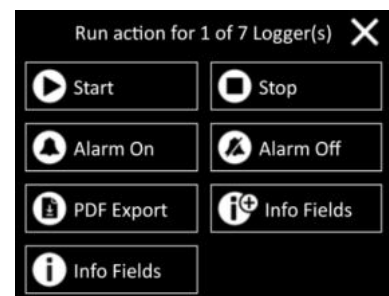 Run action for 1 of 7 Logger(s)
Start
Stop
Alarm On
Alarm Off
PDF Export
Info Fields
Info Fields